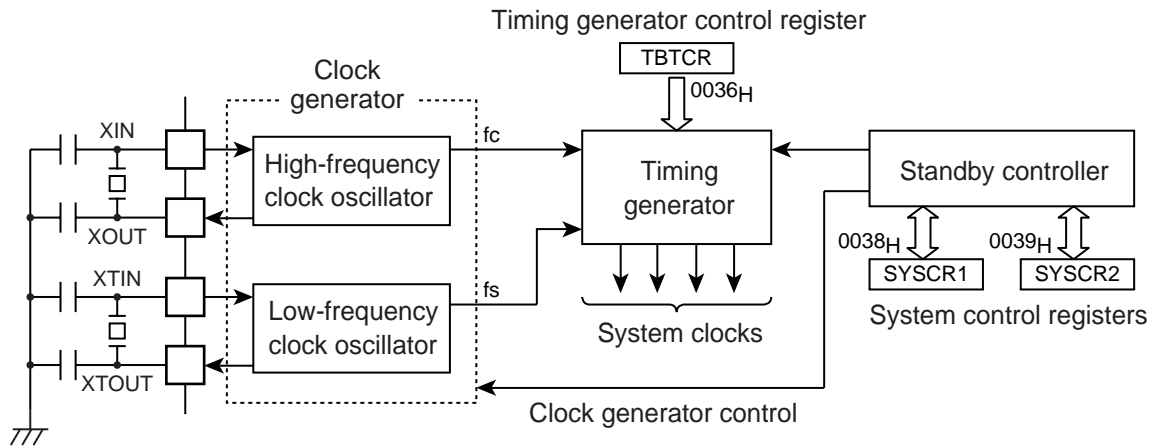 Timing generator control register
TBTCR
0036H
Clock
generator
XIN
High-frequency
clock oscillator
fc
Timing
generator
Standby controller
XOUT
0038H
0039H
SYSCR1
SYSCR2
System control registers
XTIN
Low-frequency
clock oscillator
fs
System clocks
XTOUT
Clock generator control